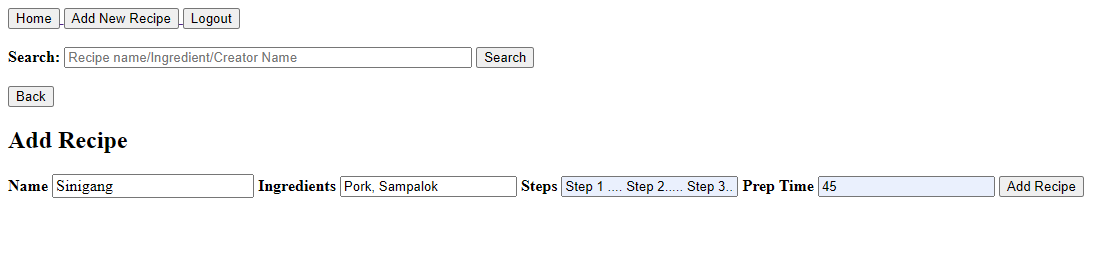 Home Add New Recipe Logout
Search: Recipe name/Ingredient/Creator Name Search
Back
Add Recipe
Name Sinigang Ingredients Pork, Sampalok Steps Step 1 .... Step 2..... Step 3.. Prep Time 45 Add Recipe